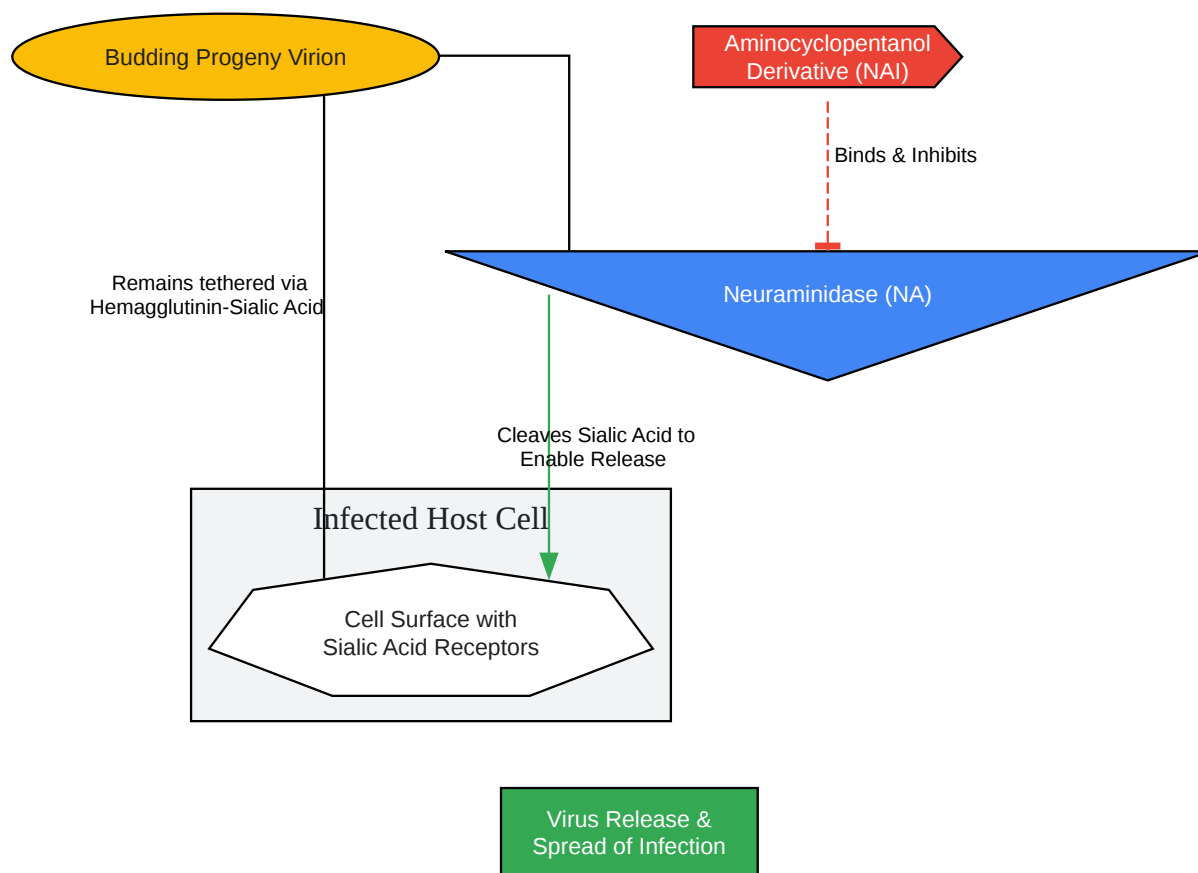 Budding Progeny Virion
Aminocyclopentanol
Derivative (NAI)
Binds & Inhibits
Remains tethered via
Hemagglutinin-Sialic Acid
Neuraminidase (NA)
Cleaves Sialic Acid to
Enable Release
Infected Host Cell
Cell Surface with
Sialic Acid Receptors
Virus Release &
Spread of Infection